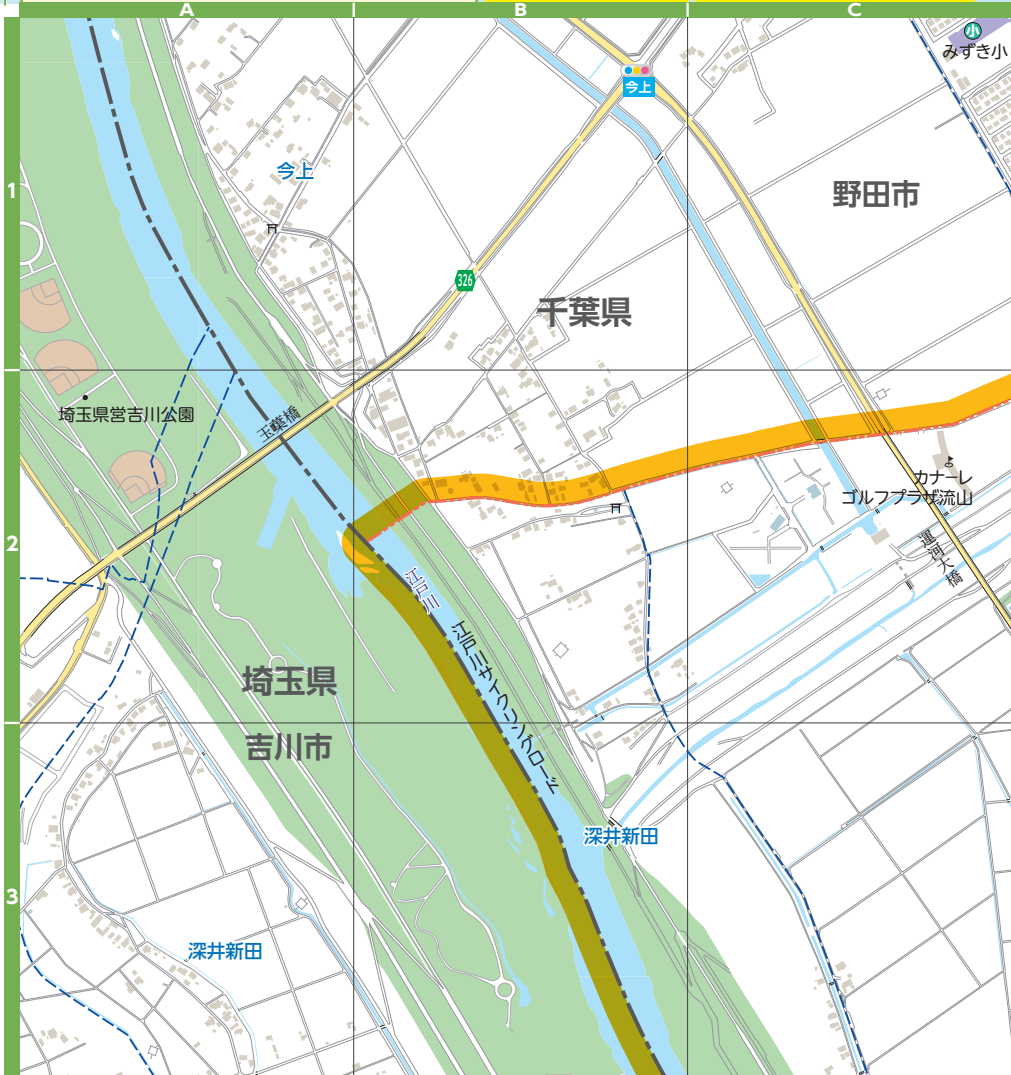 A
B
C
小
みずき小
今上
今上
1
野田市
326
千葉県
埼玉県営吉川公園
玉葉橋
カナーレ
ゴルフプラザ流山
2
運河大橋
江戸川
江戸川サイクリングロード
埼玉県
吉川市
深井新田
3
深井新田